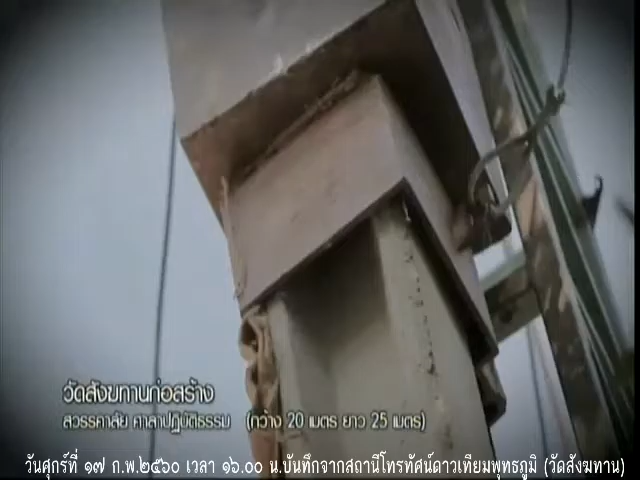 วัดสังฆทานก่อสร้าง
สวรรคาลัย ศาลาปฏิบัติธรรม (กว้าง 20 เมตร ยาว 25 เมตร)
วันศุกร์ที่ ๑๗ ก.พ.๒๕๖๐ เวลา ๑๖.๐๐ น.บันทึกจากสถานีโทรทัศน์ดาวเทียมพุทธภูมิ (วัดสังฆทาน)